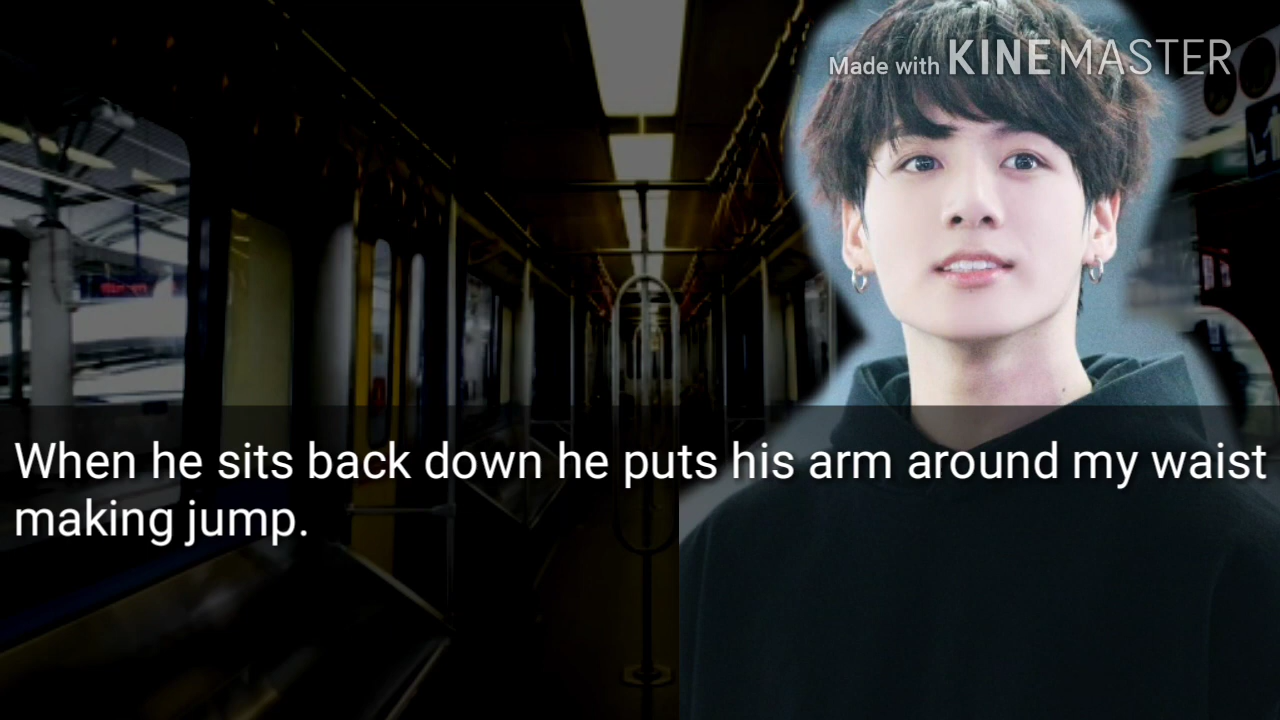 Made with KINEMASTER
When he sits back down he puts his arm around my waist
making jump.